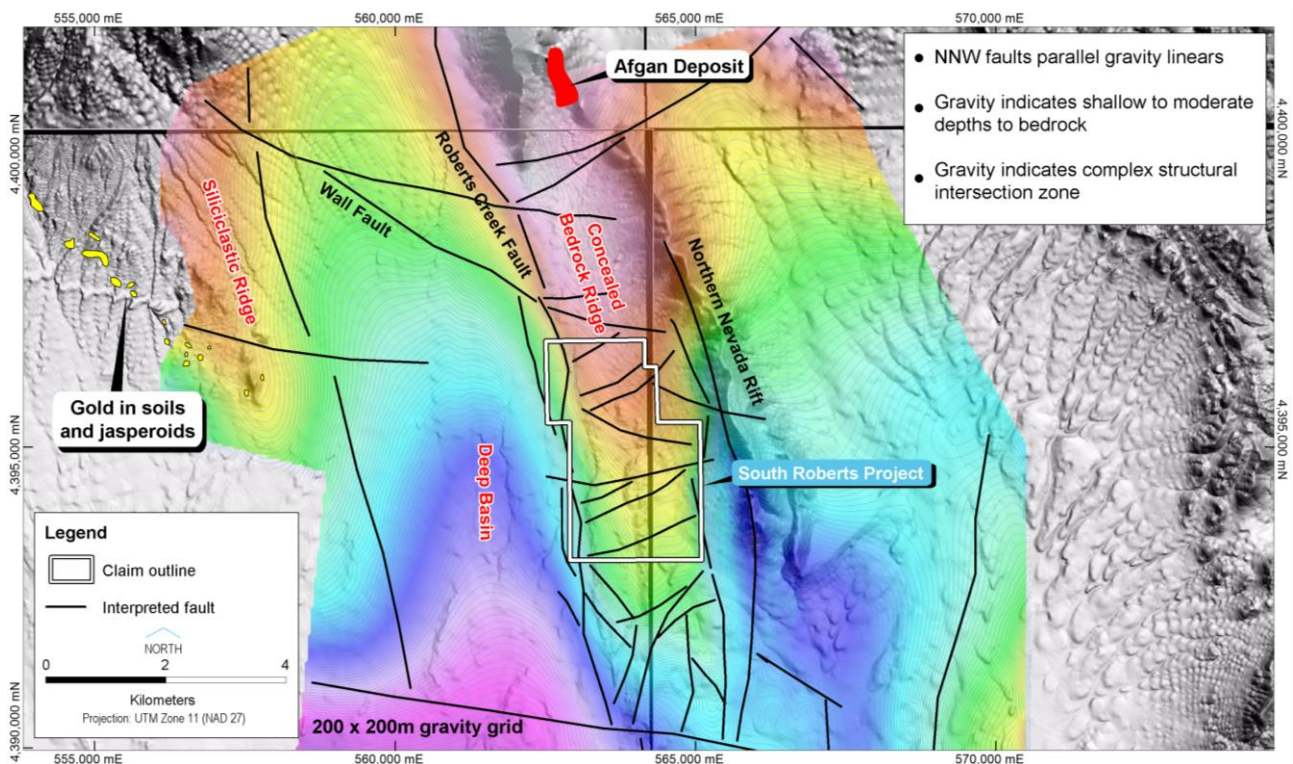 555,000 mE
560,000 mE
565,000 mE
570,000 mE
4,400,000 mN
4,395,000 mN
4,390,000 mN
4,400,000 mN
4,395,000 mN
Afgan Deposit
● NNW faults parallel gravity linears
● Gravity indicates shallow to moderate
depths to bedrock
● Gravity indicates complex structural
intersection zone
Siliciclastic Ridge
Wall Fault
Roberts Creek Fault
Concealed
Bedrock Ridge
Northern Nevada Rift
Gold in soils
and jasperoids
Deep Basin
South Roberts Project
Legend
Claim outline
Interpreted fault
NORTH
0 2 4
Kilometers
Projection: UTM Zone 11 (NAD 27)
200 x 200m gravity grid
4,390,000 mN
555,000 mE
560,000 mE
565,000 mE
570,000 mE